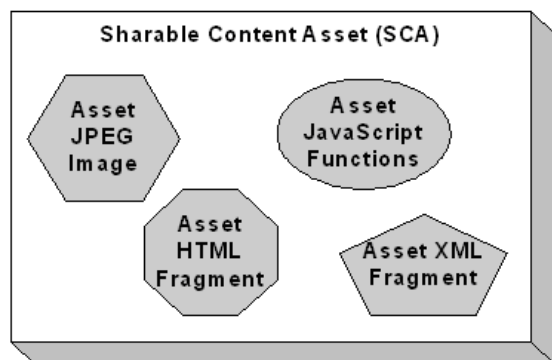 Sharable Content Asset (SCA)
Asset
JPEG
Image
Asset
JavaScript
Functions
Asset
HTML
Fragment
Asset XML
Fragment